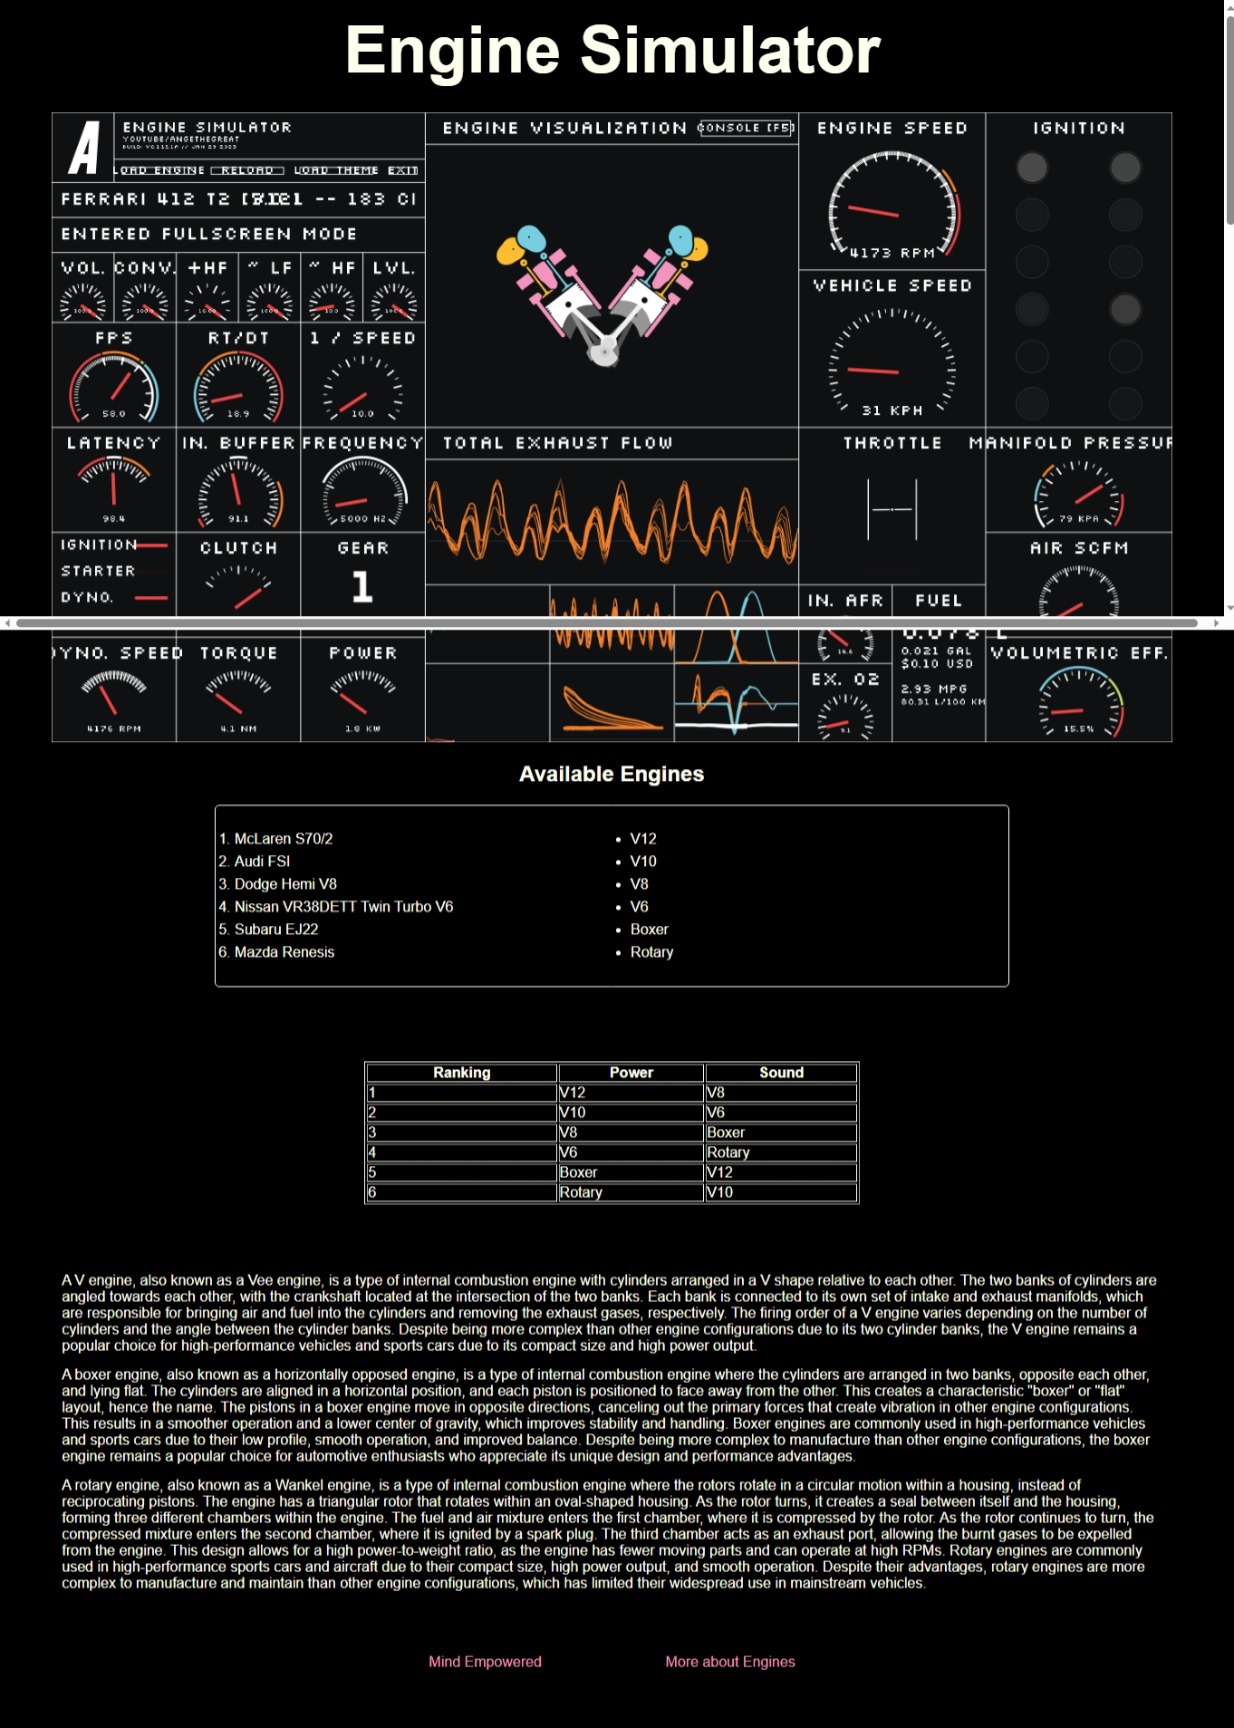 Engine Simulator
ENGINE SIMULATOR
YOUTUBE/ANGETHEGREAT
LOAD ENGINE RELOAD LOAD THEME EXIT
FERRARI 412 T2 -- 183 CI
ENTERED FULLSCREEN MODE
VOL. CONV. +HF ~ LF ~ HF LVL.
FPS RT/DT 1 / SPEED
58.0 18.9 10.0
LATENCY IN. BUFFER FREQUENCY
98.4 91.1 5000 HZ
IGNITION
STARTER
DYNO.
CLUTCH GEAR
1
DYNO. SPEED TORQUE POWER
4176 RPM 4.1 NM 1.8 KW
ENGINE VISUALIZATION CONSOLE [F5]
TOTAL EXHAUST FLOW
ENGINE SPEED
4173 RPM
VEHICLE SPEED
31 KPH
IGNITION
THROTTLE MANIFOLD PRESSUR
79 KPA
AIR SCFM
IN. AFR FUEL
0.021 GAL
$0.10 USD
2.93 MPG
80.31 L/100 KM
EX. O2
9.1
VOLUMETRIC EFF.
15.5%
Available Engines
1. McLaren S70/2
2. Audi FSI
3. Dodge Hemi V8
4. Nissan VR38DETT Twin Turbo V6
5. Subaru EJ22
6. Mazda Renesis
• V12
• V10
• V8
• V6
• Boxer
• Rotary
Ranking Power Sound
1 V12 V8
2 V10 V6
3 V8 Boxer
4 V6 Rotary
5 Boxer V12
6 Rotary V10
A V engine, also known as a Vee engine, is a type of internal combustion engine with cylinders arranged in a V shape relative to each other. The two banks of cylinders are
angled towards each other, with the crankshaft located at the intersection of the two banks. Each bank is connected to its own set of intake and exhaust manifolds, which
are responsible for bringing air and fuel into the cylinders and removing the exhaust gases, respectively. The firing order of a V engine varies depending on the number of
cylinders and the angle between the cylinder banks. Despite being more complex than other engine configurations due to its two cylinder banks, the V engine remains a
popular choice for high-performance vehicles and sports cars due to its compact size and high power output.
A boxer engine, also known as a horizontally opposed engine, is a type of internal combustion engine where the cylinders are arranged in two banks, opposite each other,
and lying flat. The cylinders are aligned in a horizontal position, and each piston is positioned to face away from the other. This creates a characteristic "boxer" or "flat"
layout, hence the name. The pistons in a boxer engine move in opposite directions, canceling out the primary forces that create vibration in other engine configurations.
This results in a smoother operation and a lower center of gravity, which improves stability and handling. Boxer engines are commonly used in high-performance vehicles
and sports cars due to their low profile, smooth operation, and improved balance. Despite being more complex to manufacture than other engine configurations, the boxer
engine remains a popular choice for automotive enthusiasts who appreciate its unique design and performance advantages.
A rotary engine, also known as a Wankel engine, is a type of internal combustion engine where the rotors rotate in a circular motion within a housing, instead of
reciprocating pistons. The engine has a triangular rotor that rotates within an oval-shaped housing. As the rotor turns, it creates a seal between itself and the housing,
forming three different chambers within the engine. The fuel and air mixture enters the first chamber, where it is compressed by the rotor. As the rotor continues to turn, the
compressed mixture enters the second chamber, where it is ignited by a spark plug. The third chamber acts as an exhaust port, allowing the burnt gases to be expelled
from the engine. This design allows for a high power-to-weight ratio, as the engine has fewer moving parts and can operate at high RPMs. Rotary engines are commonly
used in high-performance sports cars and aircraft due to their compact size, high power output, and smooth operation. Despite their advantages, rotary engines are more
complex to manufacture and maintain than other engine configurations, which has limited their widespread use in mainstream vehicles.
Mind Empowered More about Engines